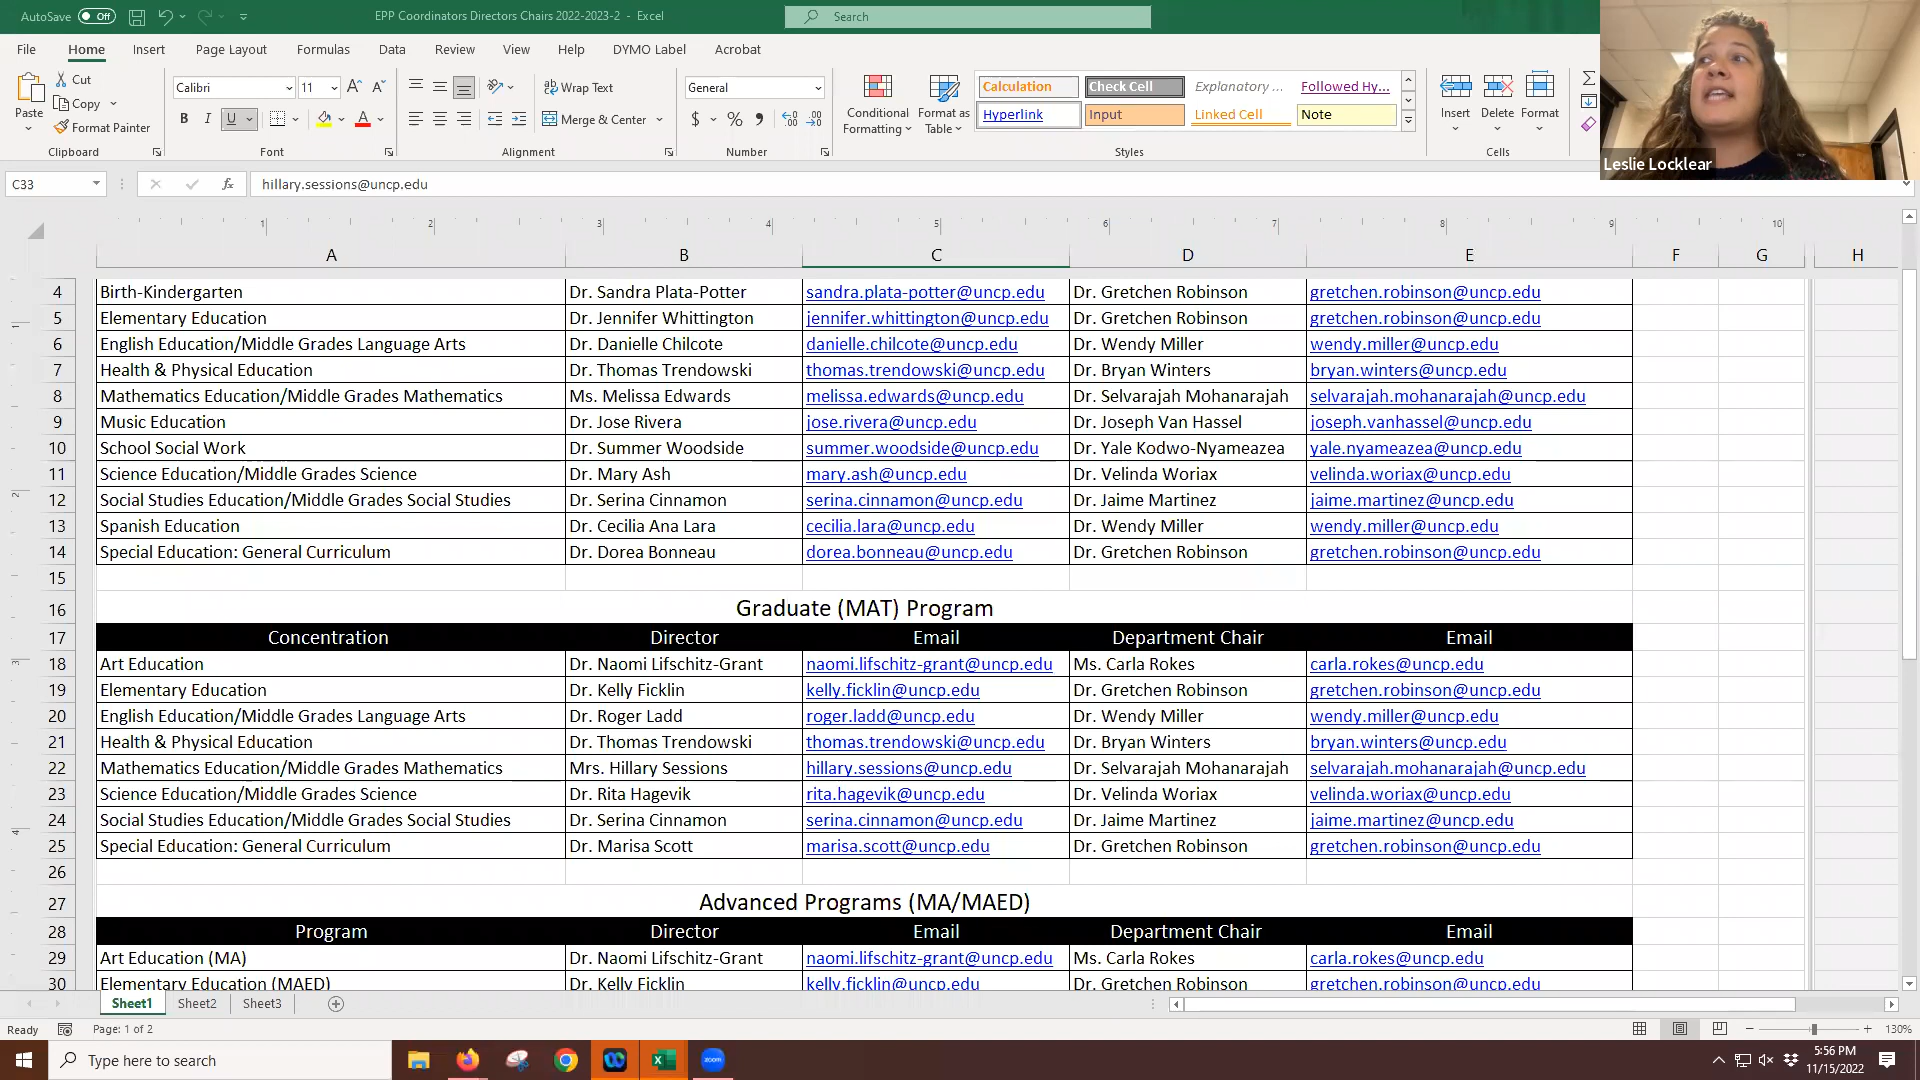 AutoSave Off EPP Coordinators Directors Chairs 2022-2023-2 - Excel Search
File Home Insert Page Layout Formulas Data Review View Help DYMO Label Acrobat
Paste Cut Copy Format Painter Clipboard
Calibri 11 B I U Font
Wrap Text Merge & Center Alignment
General $ % Number
Conditional Formatting Format as Table
Calculation Check Cell Explanatory ... Followed Hy...
Hyperlink Input Linked Cell Note
Styles
Insert Delete Format Cells
Leslie Locklear
C33 fx hillary.sessions@uncp.edu
1 2 3 4 5 6 7 8 9 10
A B C D E F G H
4 Birth-Kindergarten Dr. Sandra Plata-Potter sandra.plata-potter@uncp.edu Dr. Gretchen Robinson gretchen.robinson@uncp.edu
5 Elementary Education Dr. Jennifer Whittington jennifer.whittington@uncp.edu Dr. Gretchen Robinson gretchen.robinson@uncp.edu
6 English Education/Middle Grades Language Arts Dr. Danielle Chilcote danielle.chilcote@uncp.edu Dr. Wendy Miller wendy.miller@uncp.edu
7 Health & Physical Education Dr. Thomas Trendowski thomas.trendowski@uncp.edu Dr. Bryan Winters bryan.winters@uncp.edu
8 Mathematics Education/Middle Grades Mathematics Ms. Melissa Edwards melissa.edwards@uncp.edu Dr. Selvarajah Mohanarajah selvarajah.mohanarajah@uncp.edu
9 Music Education Dr. Jose Rivera jose.rivera@uncp.edu Dr. Joseph Van Hassel joseph.vanhassel@uncp.edu
10 School Social Work Dr. Summer Woodside summer.woodside@uncp.edu Dr. Yale Kodwo-Nyameazea yale.nyameazea@uncp.edu
11 Science Education/Middle Grades Science Dr. Mary Ash mary.ash@uncp.edu Dr. Velinda Woriax velinda.woriax@uncp.edu
12 Social Studies Education/Middle Grades Social Studies Dr. Serina Cinnamon serina.cinnamon@uncp.edu Dr. Jaime Martinez jaime.martinez@uncp.edu
13 Spanish Education Dr. Cecilia Ana Lara cecilia.lara@uncp.edu Dr. Wendy Miller wendy.miller@uncp.edu
14 Special Education: General Curriculum Dr. Dorea Bonneau dorea.bonneau@uncp.edu Dr. Gretchen Robinson gretchen.robinson@uncp.edu
15
16 Graduate (MAT) Program
17 Concentration Director Email Department Chair Email
18 Art Education Dr. Naomi Lifschitz-Grant naomi.lifschitz-grant@uncp.edu Ms. Carla Rokes carla.rokes@uncp.edu
19 Elementary Education Dr. Kelly Ficklin kelly.ficklin@uncp.edu Dr. Gretchen Robinson gretchen.robinson@uncp.edu
20 English Education/Middle Grades Language Arts Dr. Roger Ladd roger.ladd@uncp.edu Dr. Wendy Miller wendy.miller@uncp.edu
21 Health & Physical Education Dr. Thomas Trendowski thomas.trendowski@uncp.edu Dr. Bryan Winters bryan.winters@uncp.edu
22 Mathematics Education/Middle Grades Mathematics Mrs. Hillary Sessions hillary.sessions@uncp.edu Dr. Selvarajah Mohanarajah selvarajah.mohanarajah@uncp.edu
23 Science Education/Middle Grades Science Dr. Rita Hagevik rita.hagevik@uncp.edu Dr. Velinda Woriax velinda.woriax@uncp.edu
24 Social Studies Education/Middle Grades Social Studies Dr. Serina Cinnamon serina.cinnamon@uncp.edu Dr. Jaime Martinez jaime.martinez@uncp.edu
25 Special Education: General Curriculum Dr. Marisa Scott marisa.scott@uncp.edu Dr. Gretchen Robinson gretchen.robinson@uncp.edu
26
27 Advanced Programs (MA/MAED)
28 Program Director Email Department Chair Email
29 Art Education (MA) Dr. Naomi Lifschitz-Grant naomi.lifschitz-grant@uncp.edu Ms. Carla Rokes carla.rokes@uncp.edu
30 Elementary Education (MAED) Dr. Kelly Ficklin kelly.ficklin@uncp.edu Dr. Gretchen Robinson gretchen.robinson@uncp.edu
Sheet1 Sheet2 Sheet3
Ready Page: 1 of 2 130%
Type here to search zoom 5:56 PM
11/15/2022